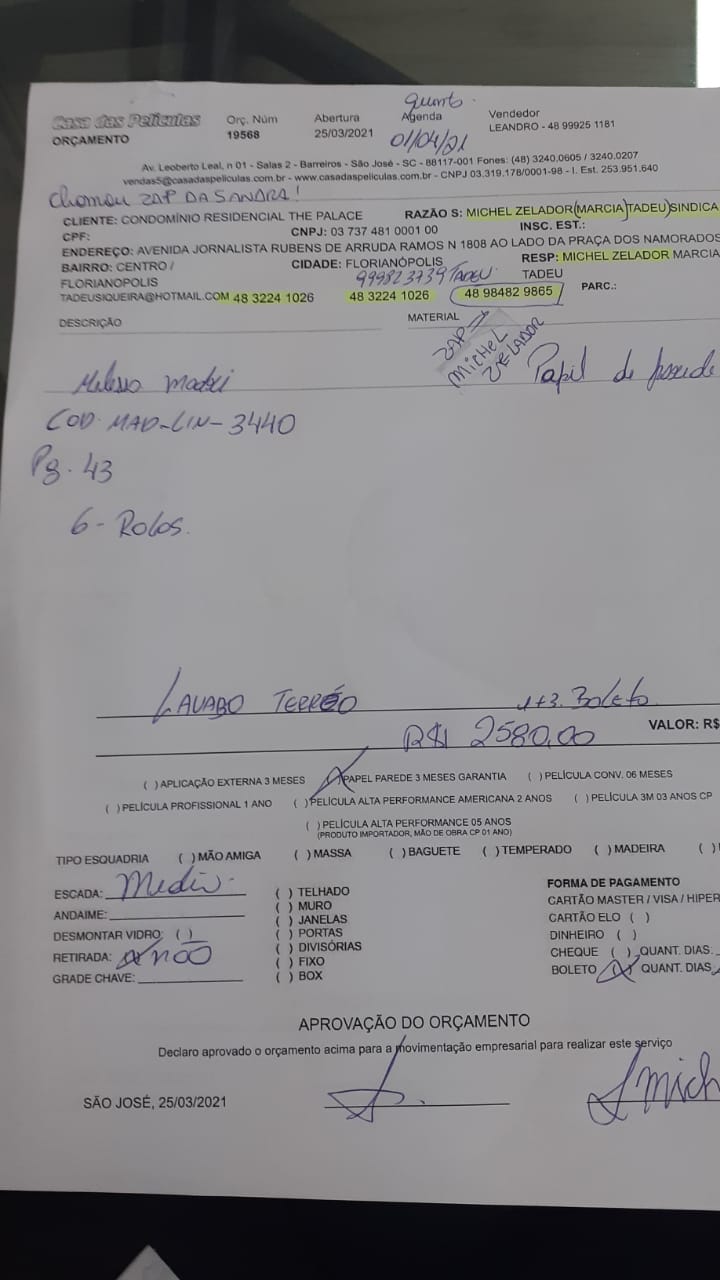 Casa das Películas Orç. Núm Abertura Agenda Vendedor
ORÇAMENTO 19568 25/03/2021 01/04/21 LEANDRO - 48 99925 1181
Av. Leoberto Leal, n 01 - Salas 2 - Barreiros - São José - SC - 88117-001 Fones: (48) 3240.0605 / 3240.0207
vendas5@casadaspeliculas.com.br - www.casadaspeliculas.com.br - CNPJ 03.319.178/0001-98 - I. Est. 253.951.640
Chamou ZAP DA SANDRA!
CLIENTE: CONDOMÍNIO RESIDENCIAL THE PALACE RAZÃO S: MICHEL ZELADOR(MARCIA)TADEU)SINDICA
CPF: CNPJ: 03 737 481 0001 00 INSC. EST.:
ENDEREÇO: AVENIDA JORNALISTA RUBENS DE ARRUDA RAMOS N 1808 AO LADO DA PRAÇA DOS NAMORADOS
BAIRRO: CENTRO / CIDADE: FLORIANÓPOLIS RESP: MICHEL ZELADOR MARCIA
FLORIANOPOLIS 999823739 TADEU TADEU
TADEUSIQUEIRA@HOTMAIL.COM 48 3224 1026 48 3224 1026 48 98482 9865 PARC.:
DESCRIÇÃO MATERIAL ZAP
MICHEL
ZELADOR
Papel de parede
COD. MAD-LIN-3440
Pg. 43
6- ROLOS.
LAVABO TERRÉO 1+3. Boleto
R$ 2580,00 VALOR: R$
( ) APLICAÇÃO EXTERNA 3 MESES (X) PAPEL PAREDE 3 MESES GARANTIA ( ) PELÍCULA CONV. 06 MESES
( ) PELÍCULA PROFISSIONAL 1 ANO ( ) PELÍCULA ALTA PERFORMANCE AMERICANA 2 ANOS ( ) PELÍCULA 3M 03 ANOS CP
( ) PELÍCULA ALTA PERFORMANCE 05 ANOS
(PRODUTO IMPORTADOR, MÃO DE OBRA CP 01 ANO)
TIPO ESQUADRIA ( ) MÃO AMIGA ( ) MASSA ( ) BAGUETE ( ) TEMPERADO ( ) MADEIRA ( )
ESCADA: ( ) TELHADO FORMA DE PAGAMENTO
( ) MURO CARTÃO MASTER / VISA / HIPER
ANDAIME: ( ) JANELAS CARTÃO ELO ( )
DESMONTAR VIDRO: ( ) ( ) PORTAS DINHEIRO ( )
RETIRADA: não ( ) DIVISÓRIAS CHEQUE ( ) QUANT. DIAS.
( ) FIXO BOLETO (X) QUANT. DIAS
GRADE CHAVE: ( ) BOX
APROVAÇÃO DO ORÇAMENTO
Declaro aprovado o orçamento acima para a movimentação empresarial para realizar este serviço
SÃO JOSÉ, 25/03/2021 Mich